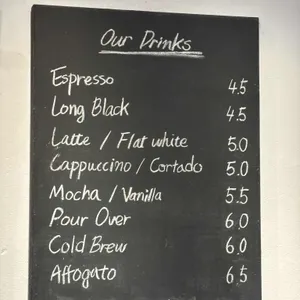 Our Drinks
Espresso 4.5
Long Black 4.5
Latte / Flat white 5.0
Cappuccino / Cortado 5.0
Mocha / Vanilla 5.5
Pour Over 6.0
Cold Brew 6.0
Affogato 6.5